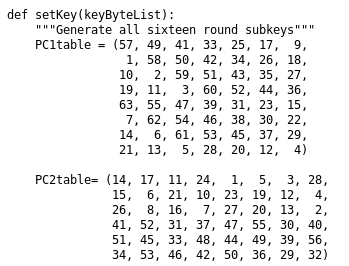 def setKey(keyByteList):
    """Generate all sixteen round subkeys"""
    PC1table = (57, 49, 41, 33, 25, 17,  9,
                 1, 58, 50, 42, 34, 26, 18,
                10,  2, 59, 51, 43, 35, 27,
                19, 11,  3, 60, 52, 44, 36,
                63, 55, 47, 39, 31, 23, 15,
                 7, 62, 54, 46, 38, 30, 22,
                14,  6, 61, 53, 45, 37, 29,
                21, 13,  5, 28, 20, 12,  4)

    PC2table= (14, 17, 11, 24,  1,  5,  3, 28,
               15,  6, 21, 10, 23, 19, 12,  4,
               26,  8, 16,  7, 27, 20, 13,  2,
               41, 52, 31, 37, 47, 55, 30, 40,
               51, 45, 33, 48, 44, 49, 39, 56,
               34, 53, 46, 42, 50, 36, 29, 32)